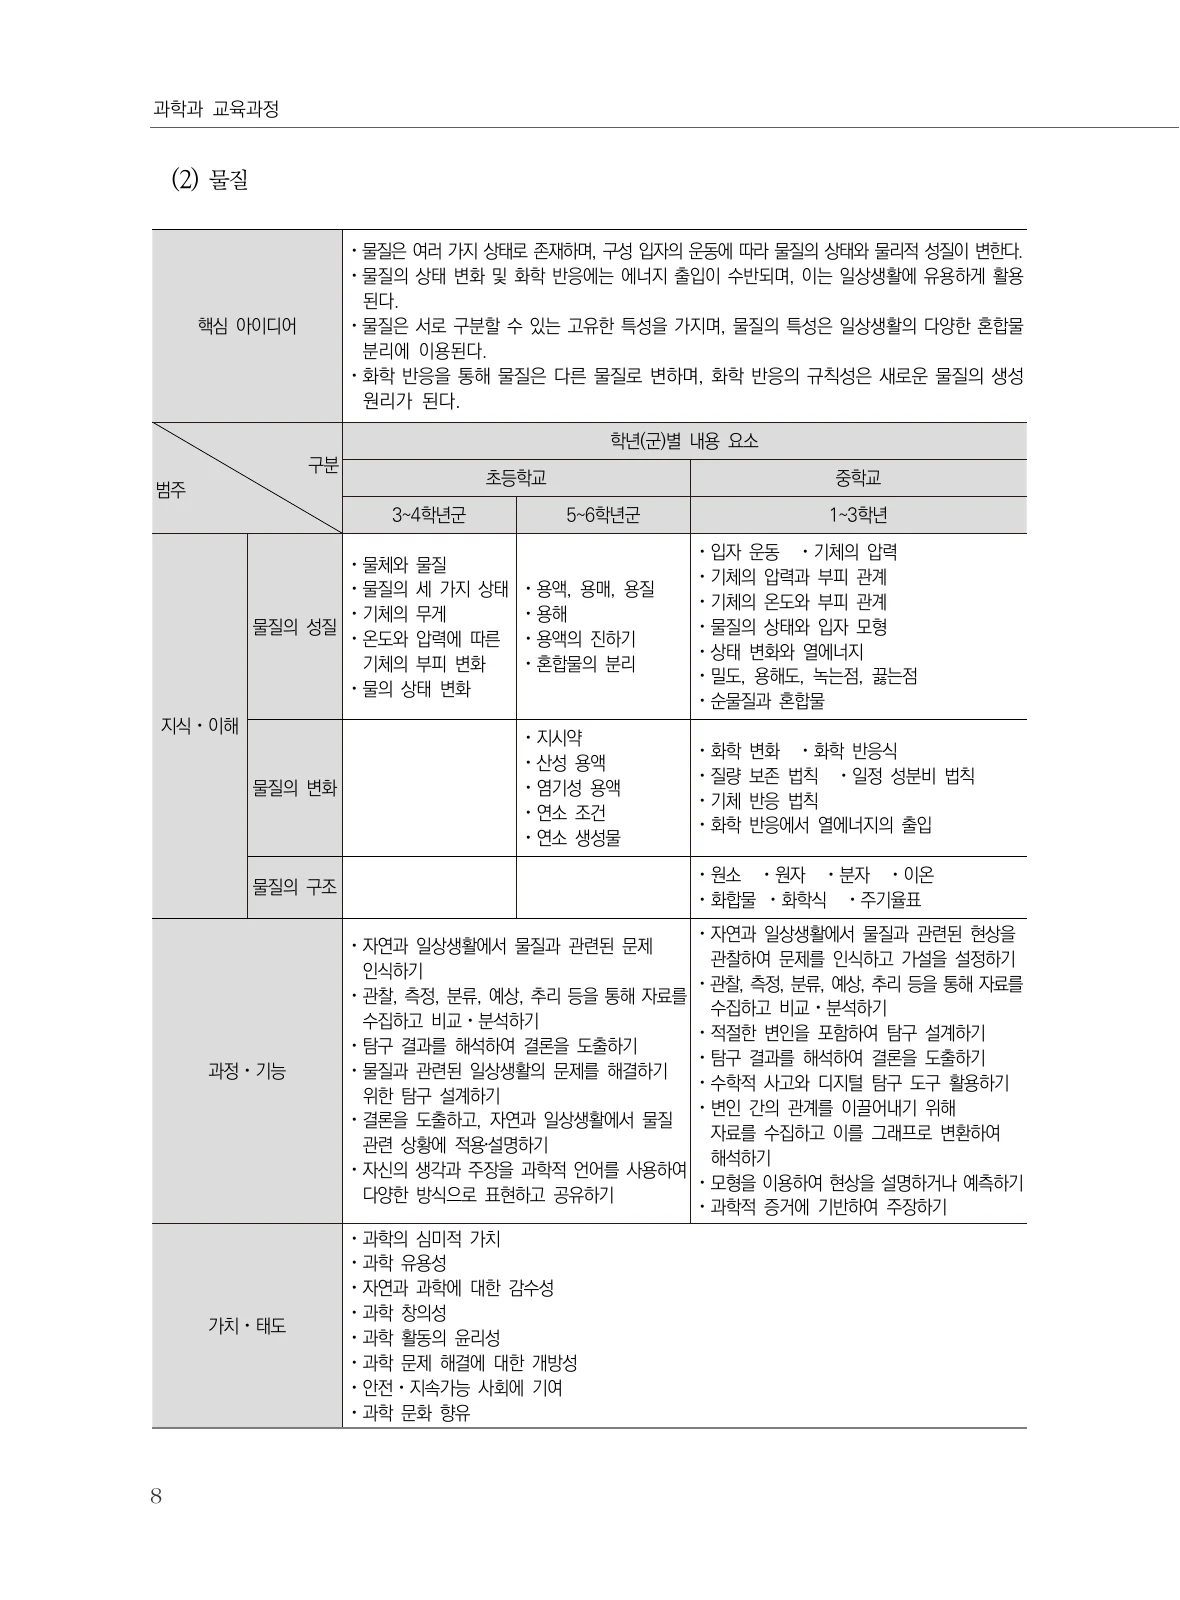 과학과 교육과정
(2) 물질
핵심 아이디어
・물질은 여러 가지 상태로 존재하며, 구성 입자의 운동에 따라 물질의 상태와 물리적 성질이 변한다.
・물질의 상태 변화 및 화학 반응에는 에너지 출입이 수반되며, 이는 일상생활에 유용하게 활용
된다.
・물질은 서로 구분할 수 있는 고유한 특성을 가지며, 물질의 특성은 일상생활의 다양한 혼합물
분리에 이용된다.
・화학 반응을 통해 물질은 다른 물질로 변하며, 화학 반응의 규칙성은 새로운 물질의 생성
원리가 된다.
구분
범주
학년(군)별 내용 요소
초등학교
중학교
3~4학년군
5~6학년군
1~3학년
지식・이해
물질의 성질
・물체와 물질
・물질의 세 가지 상태
・기체의 무게
・온도와 압력에 따른
기체의 부피 변화
・물의 상태 변화
・용액, 용매, 용질
・용해
・용액의 진하기
・혼합물의 분리
・입자 운동 ・기체의 압력
・기체의 압력과 부피 관계
・기체의 온도와 부피 관계
・물질의 상태와 입자 모형
・상태 변화와 열에너지
・밀도, 용해도, 녹는점, 끓는점
・순물질과 혼합물
물질의 변화
・지시약
・산성 용액
・염기성 용액
・연소 조건
・연소 생성물
・화학 변화 ・화학 반응식
・질량 보존 법칙 ・일정 성분비 법칙
・기체 반응 법칙
・화학 반응에서 열에너지의 출입
물질의 구조
・원소 ・원자 ・분자 ・이온
・화합물 ・화학식 ・주기율표
과정・기능
・자연과 일상생활에서 물질과 관련된 문제
인식하기
・관찰, 측정, 분류, 예상, 추리 등을 통해 자료를
수집하고 비교・분석하기
・탐구 결과를 해석하여 결론을 도출하기
・물질과 관련된 일상생활의 문제를 해결하기
위한 탐구 설계하기
・결론을 도출하고, 자연과 일상생활에서 물질
관련 상황에 적용·설명하기
・자신의 생각과 주장을 과학적 언어를 사용하여
다양한 방식으로 표현하고 공유하기
・자연과 일상생활에서 물질과 관련된 현상을
관찰하여 문제를 인식하고 가설을 설정하기
・관찰, 측정, 분류, 예상, 추리 등을 통해 자료를
수집하고 비교・분석하기
・적절한 변인을 포함하여 탐구 설계하기
・탐구 결과를 해석하여 결론을 도출하기
・수학적 사고와 디지털 탐구 도구 활용하기
・변인 간의 관계를 이끌어내기 위해
자료를 수집하고 이를 그래프로 변환하여
해석하기
・모형을 이용하여 현상을 설명하거나 예측하기
・과학적 증거에 기반하여 주장하기
가치・태도
・과학의 심미적 가치
・과학 유용성
・자연과 과학에 대한 감수성
・과학 창의성
・과학 활동의 윤리성
・과학 문제 해결에 대한 개방성
・안전・지속가능 사회에 기여
・과학 문화 향유
8